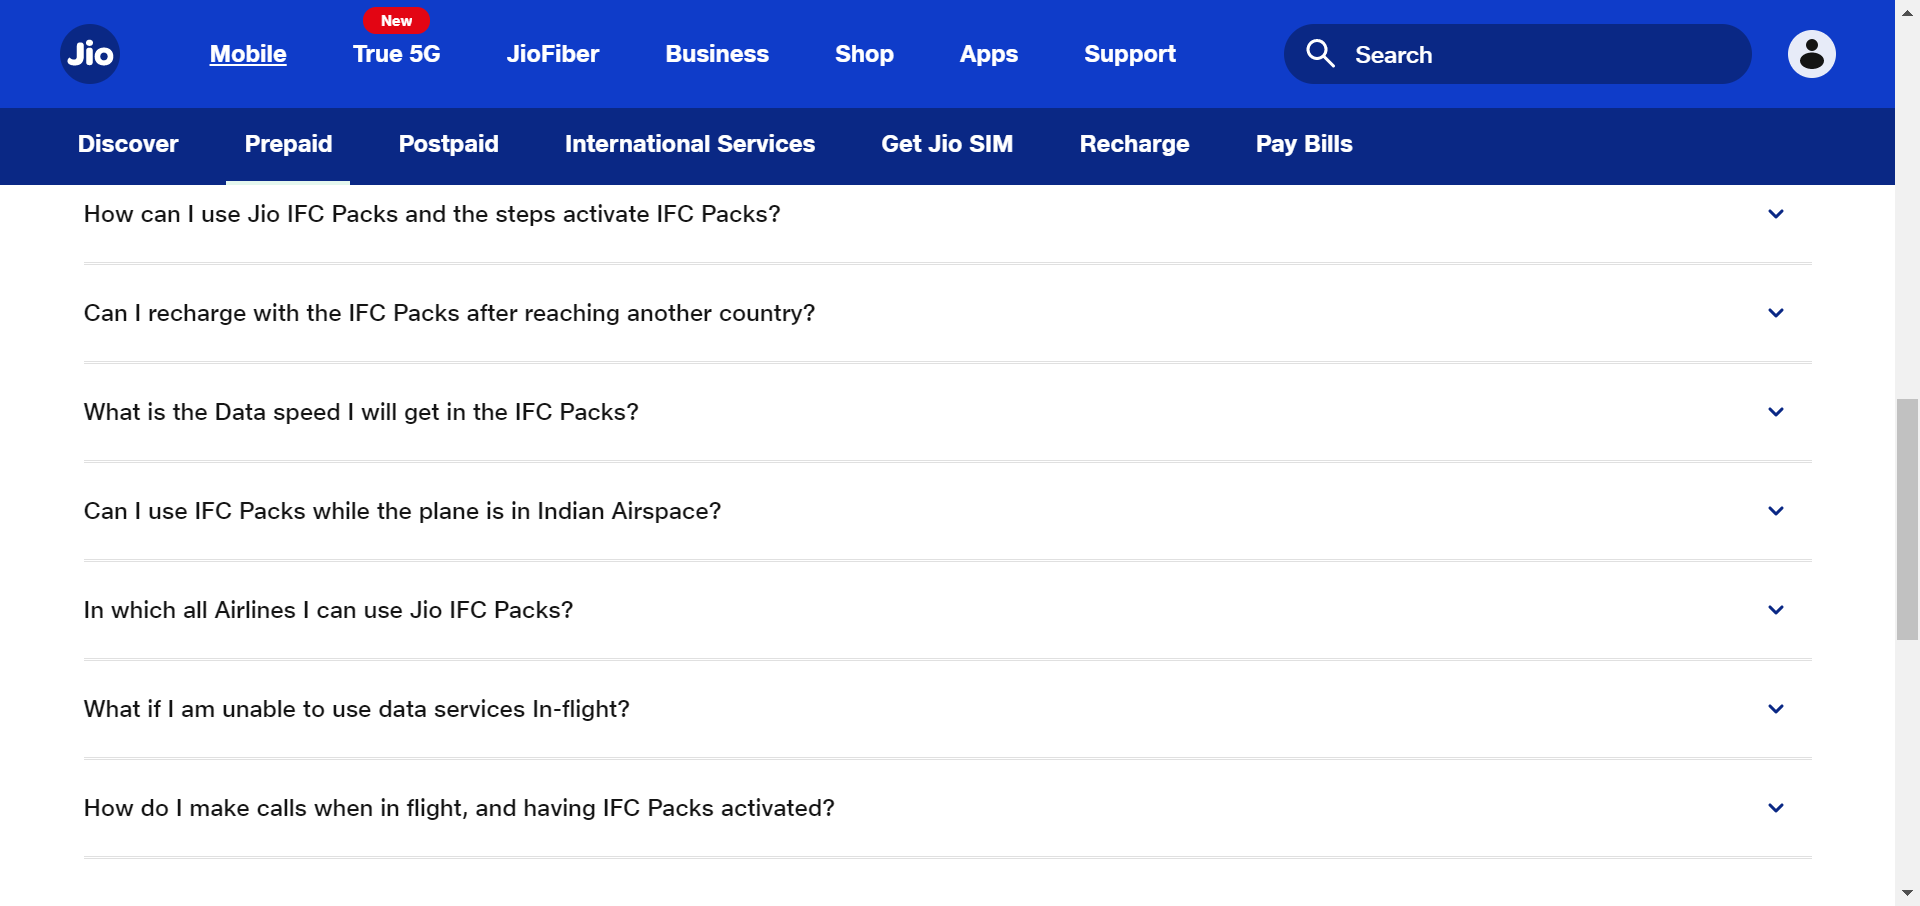 New
Jio
Mobile
True 5G
JioFiber
Business
Shop
Apps
Support
Search
Discover
Prepaid
Postpaid
International Services
Get Jio SIM
Recharge
Pay Bills
How can I use Jio IFC Packs and the steps activate IFC Packs?
Can I recharge with the IFC Packs after reaching another country?
What is the Data speed I will get in the IFC Packs?
Can I use IFC Packs while the plane is in Indian Airspace?
In which all Airlines I can use Jio IFC Packs?
What if I am unable to use data services In-flight?
How do I make calls when in flight, and having IFC Packs activated?